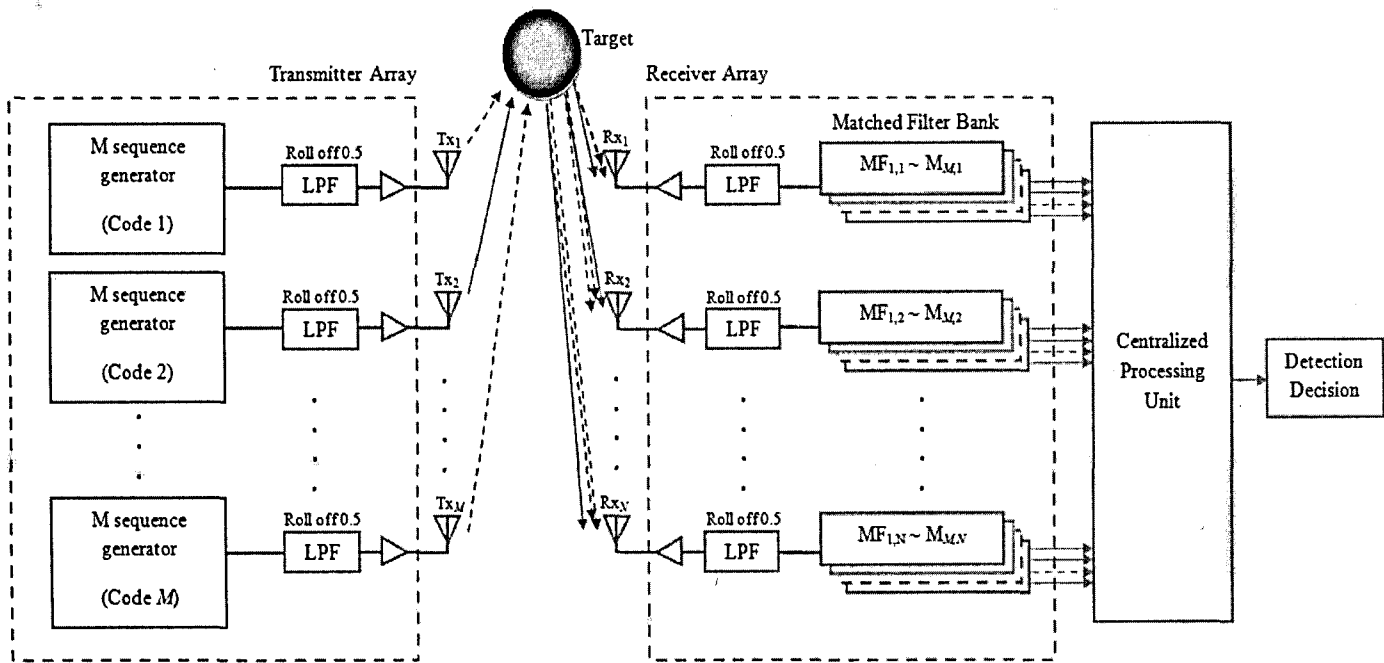 Target
Transmitter Array
Receiver Array
M sequence
generator
(Code 1)
Roll off 0.5
LPF
Tx1
Rx1
Roll off 0.5
LPF
Matched Filter Bank
MF1,1 ~ MM,1
M sequence
generator
(Code 2)
Roll off 0.5
LPF
Tx2
Rx2
Roll off 0.5
LPF
MF1,2 ~ MM,2
Centralized
Processing
Unit
Detection
Decision
M sequence
generator
(Code M)
Roll off 0.5
LPF
TxM
RxN
Roll off 0.5
LPF
MF1,N ~ MM,N